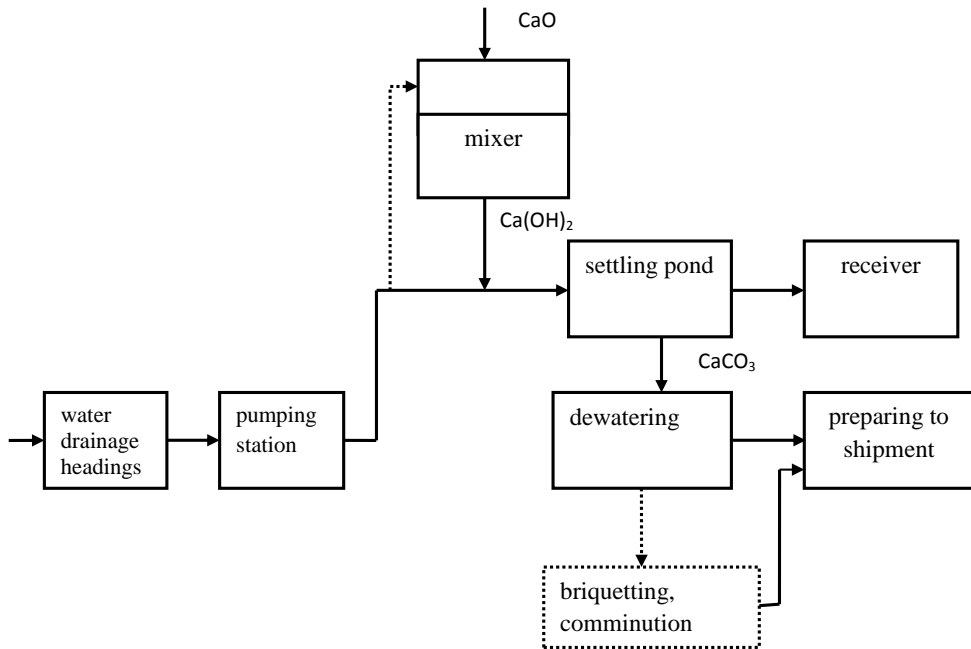 CaO
mixer
Ca(OH)₂
settling pond
receiver
CaCO₃
water
drainage
headings
pumping
station
dewatering
preparing to
shipment
briquetting,
comminution